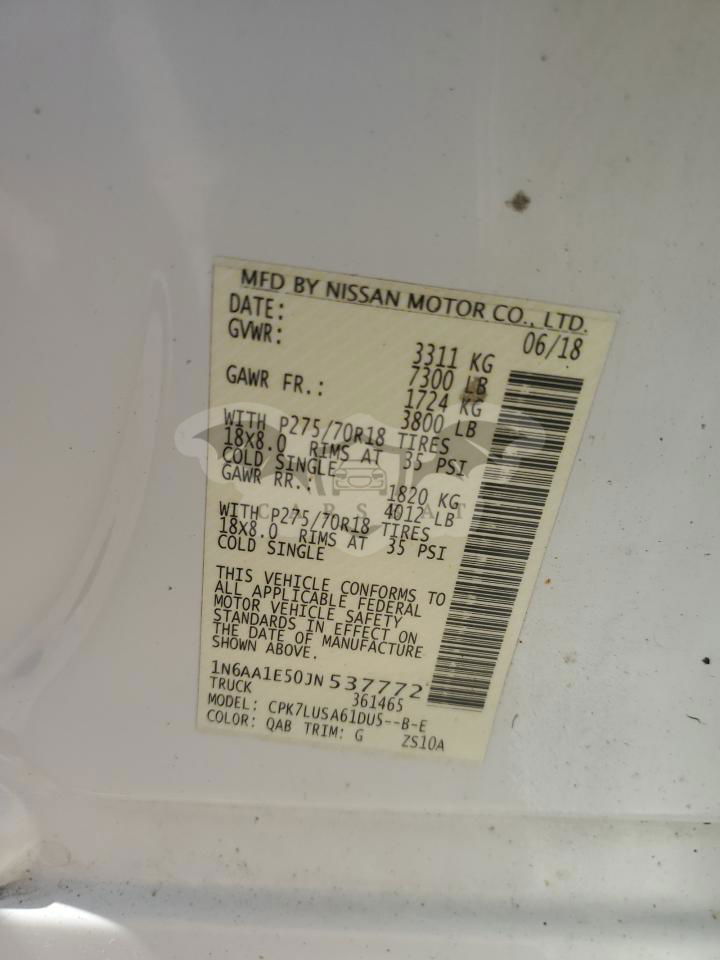 MFD BY NISSAN MOTOR CO., LTD.
DATE: 06/18
GVWR: 3311 KG
7300 LB
GAWR FR.: 1724 KG
3800 LB
WITH P275/70R18 TIRES
18X8.0 RIMS AT 35 PSI
COLD SINGLE
GAWR RR.: 1820 KG
4012 LB
WITH P275/70R18 TIRES
18X8.0 RIMS AT 35 PSI
COLD SINGLE
THIS VEHICLE CONFORMS TO
ALL APPLICABLE FEDERAL
MOTOR VEHICLE SAFETY
STANDARDS IN EFFECT ON
THE DATE OF MANUFACTURE
SHOWN ABOVE.
1N6AA1E50JN537772
TRUCK 361465
MODEL: CPK7LUSA61DU5--B-E
COLOR: QAB TRIM: G ZS10A